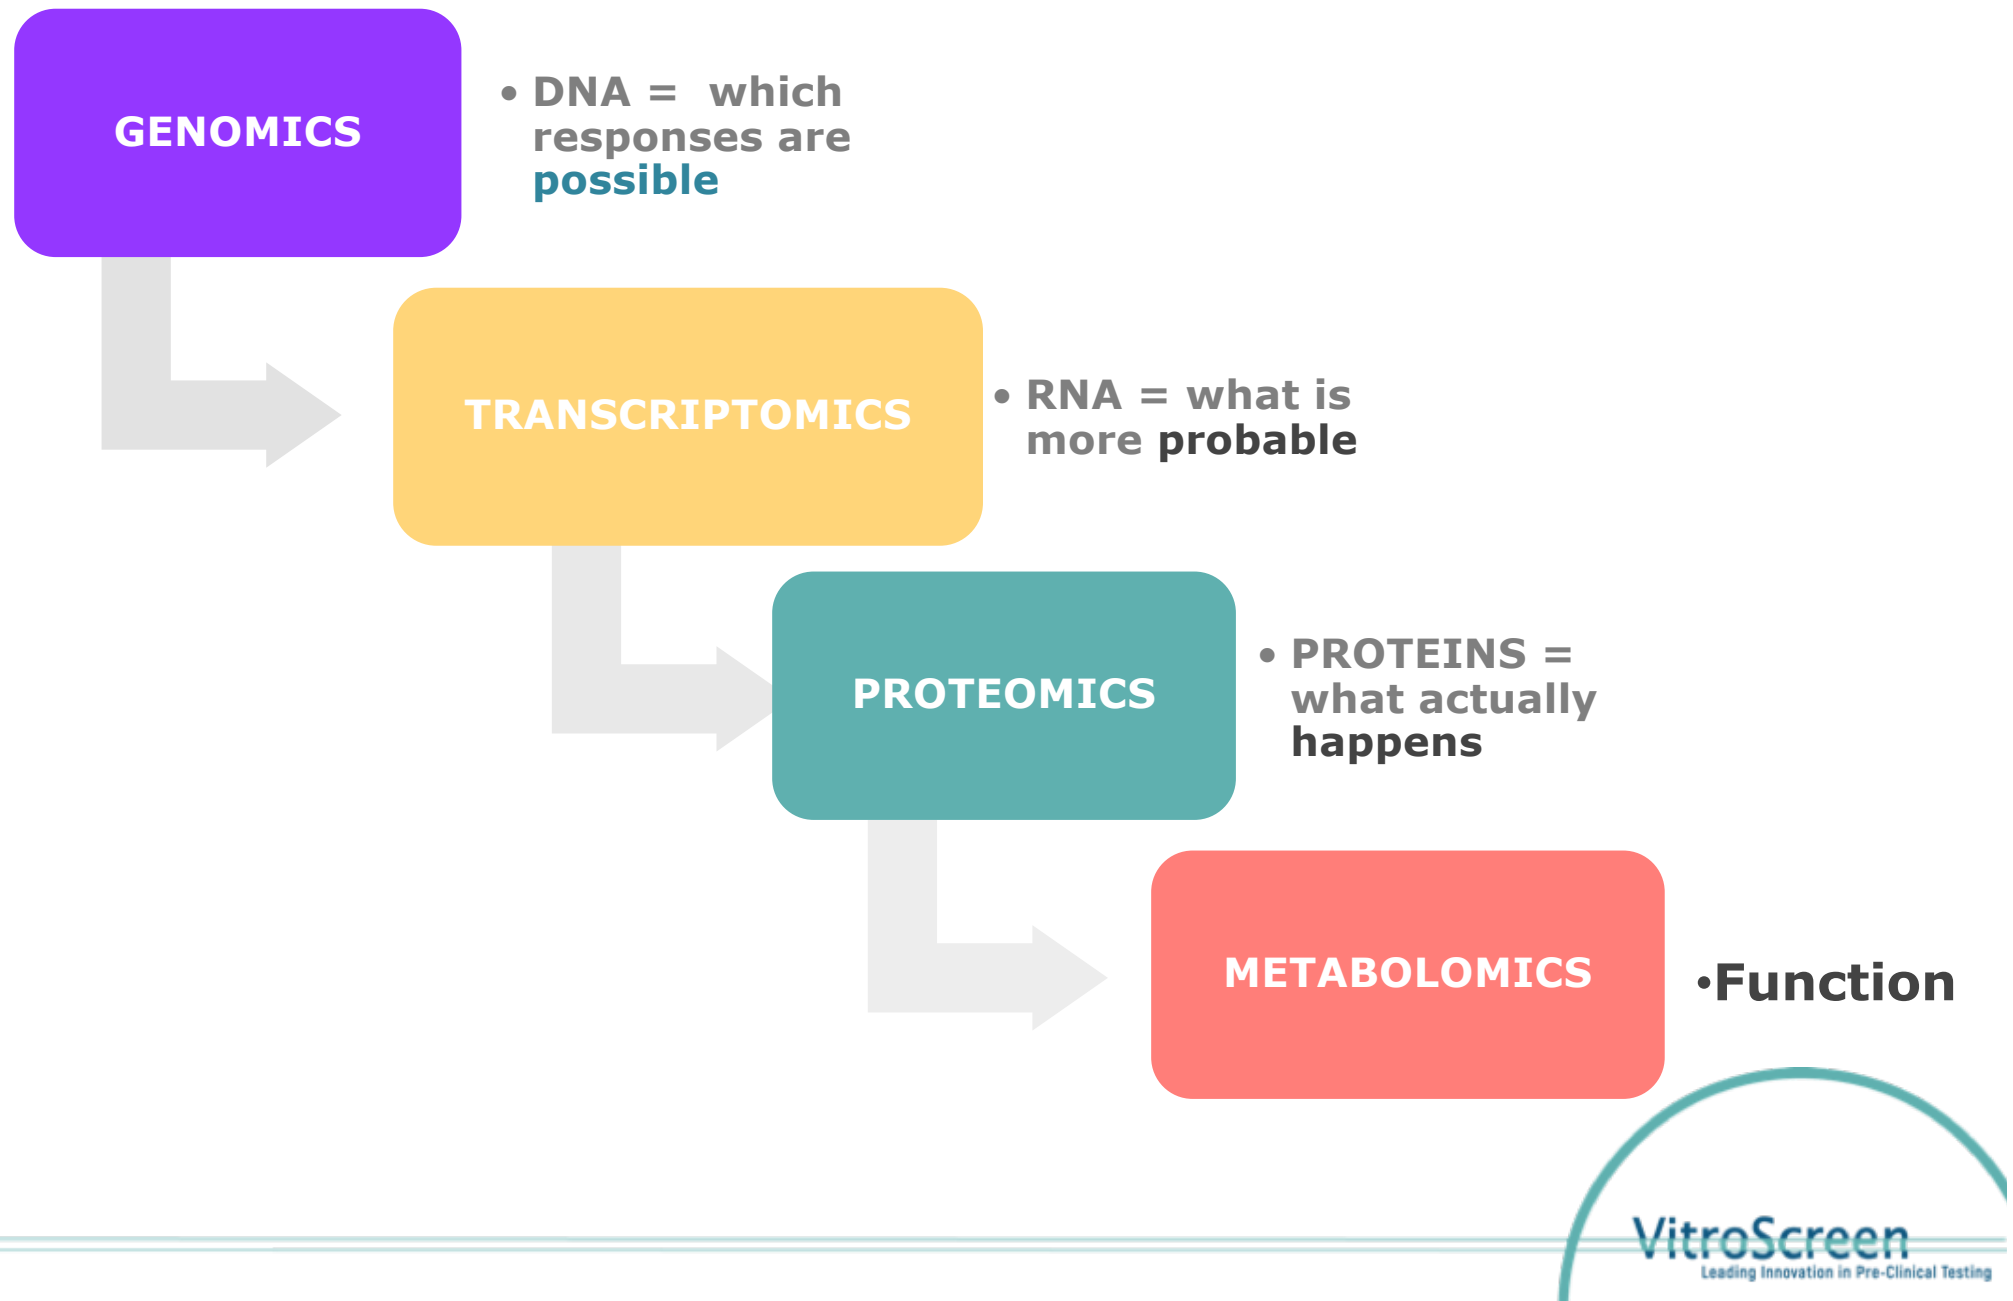 GENOMICS
• DNA =  which
responses are
possible
TRANSCRIPTOMICS
• RNA = what is
more probable
PROTEOMICS
• PROTEINS =
what actually
happens
METABOLOMICS
•Function
VitroScreen
Leading Innovation in Pre-Clinical Testing